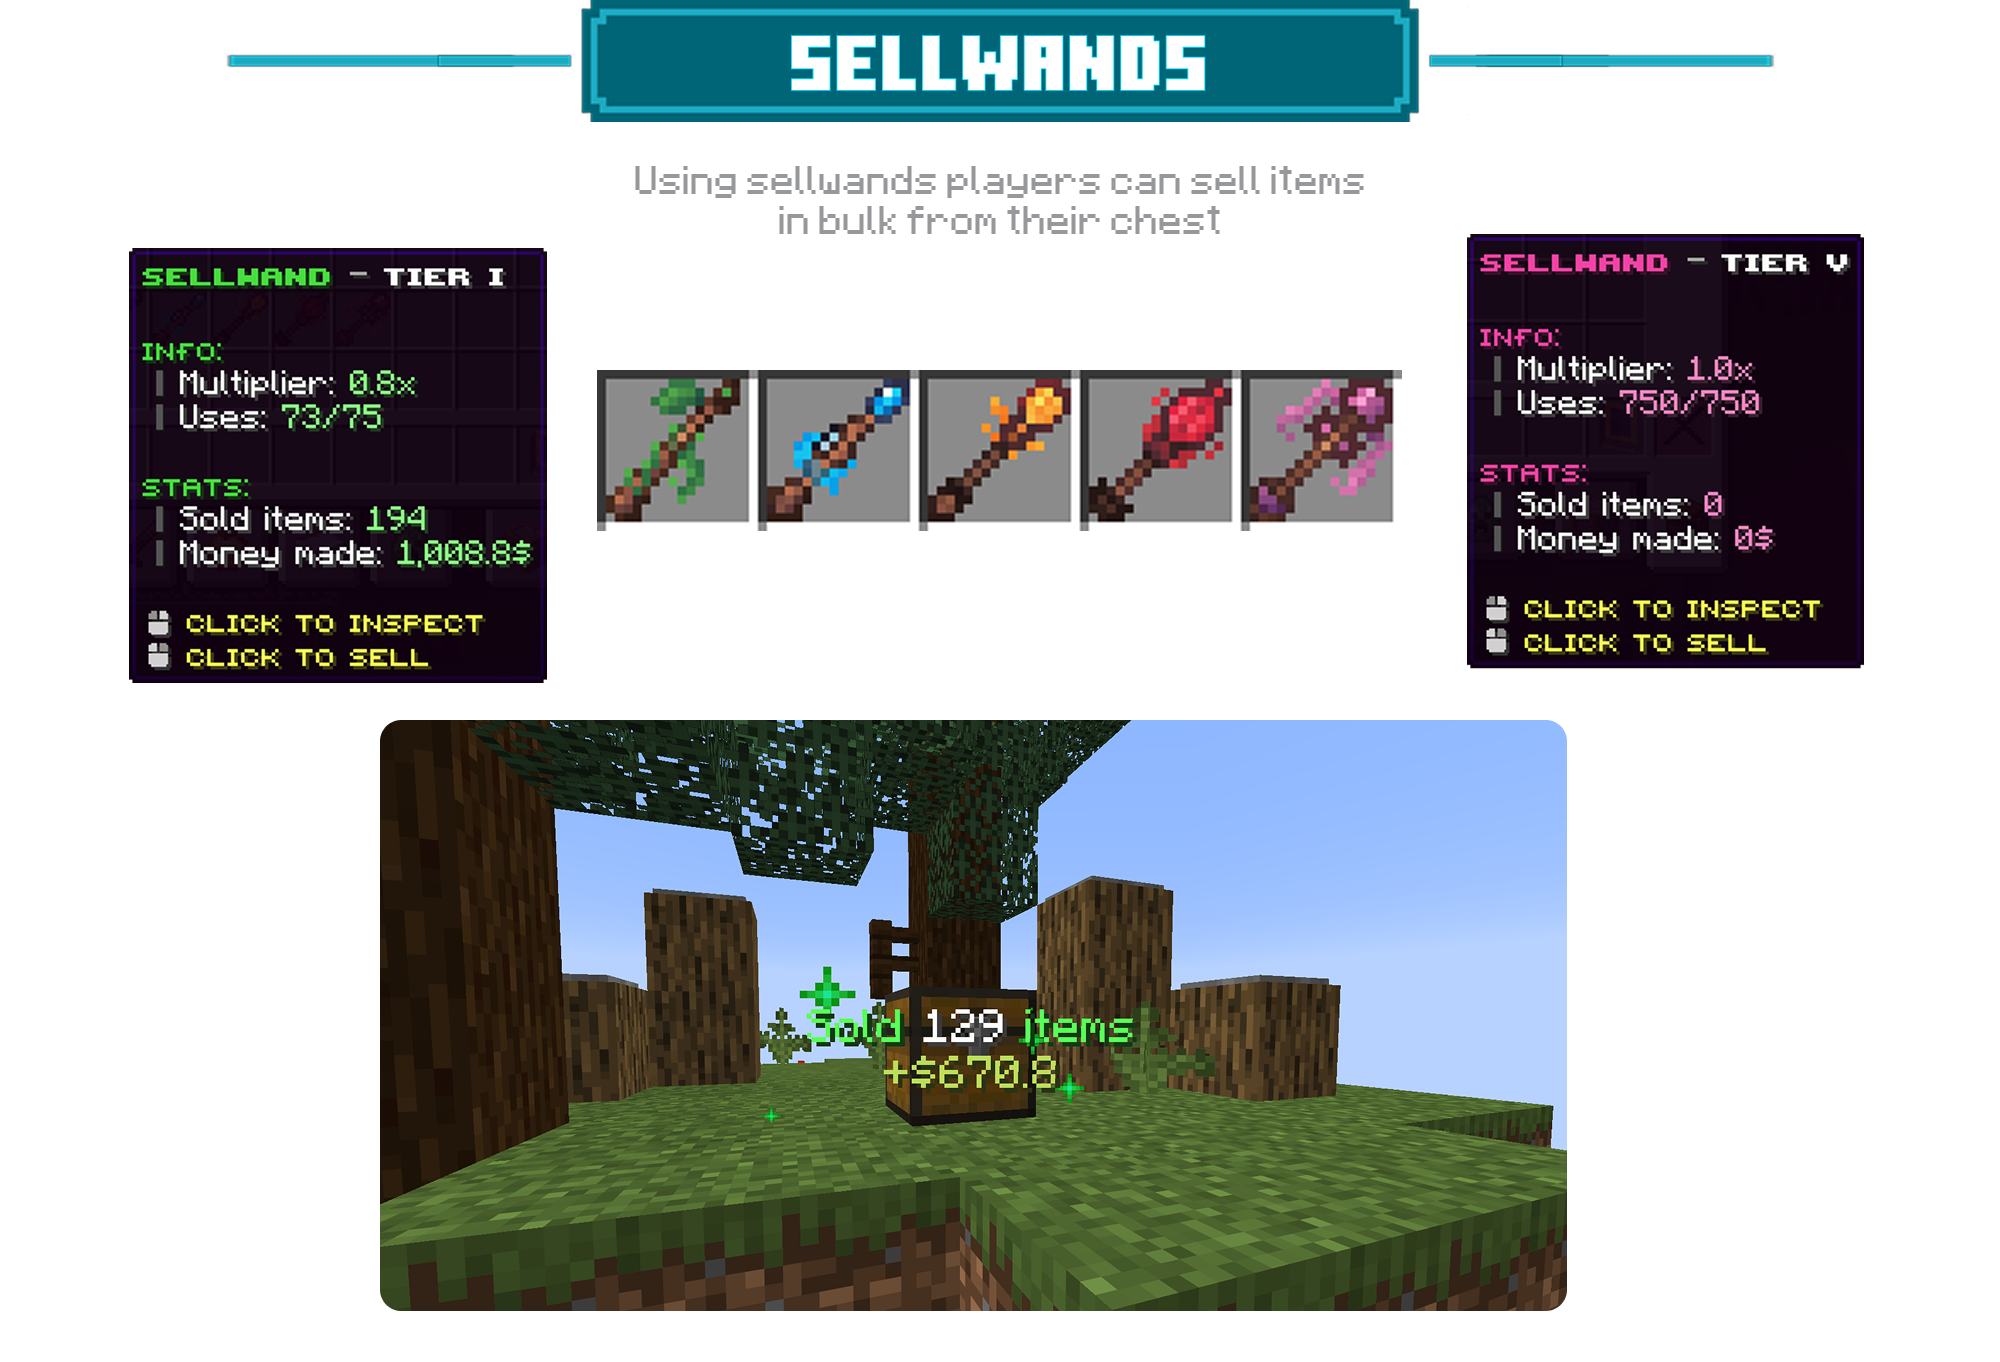 SELLWANDS
Using sellwands players can sell items
in bulk from their chest
SELLWAND - TIER I
INFO:
Multiplier: 0.8x
Uses: 73/75
STATS:
Sold items: 194
Money made: 1,008.8$
CLICK TO INSPECT
CLICK TO SELL
SELLWAND - TIER V
INFO:
Multiplier: 1.0x
Uses: 750/750
STATS:
Sold items: 0
Money made: 0$
CLICK TO INSPECT
CLICK TO SELL
Sold 129 items
+$670.8